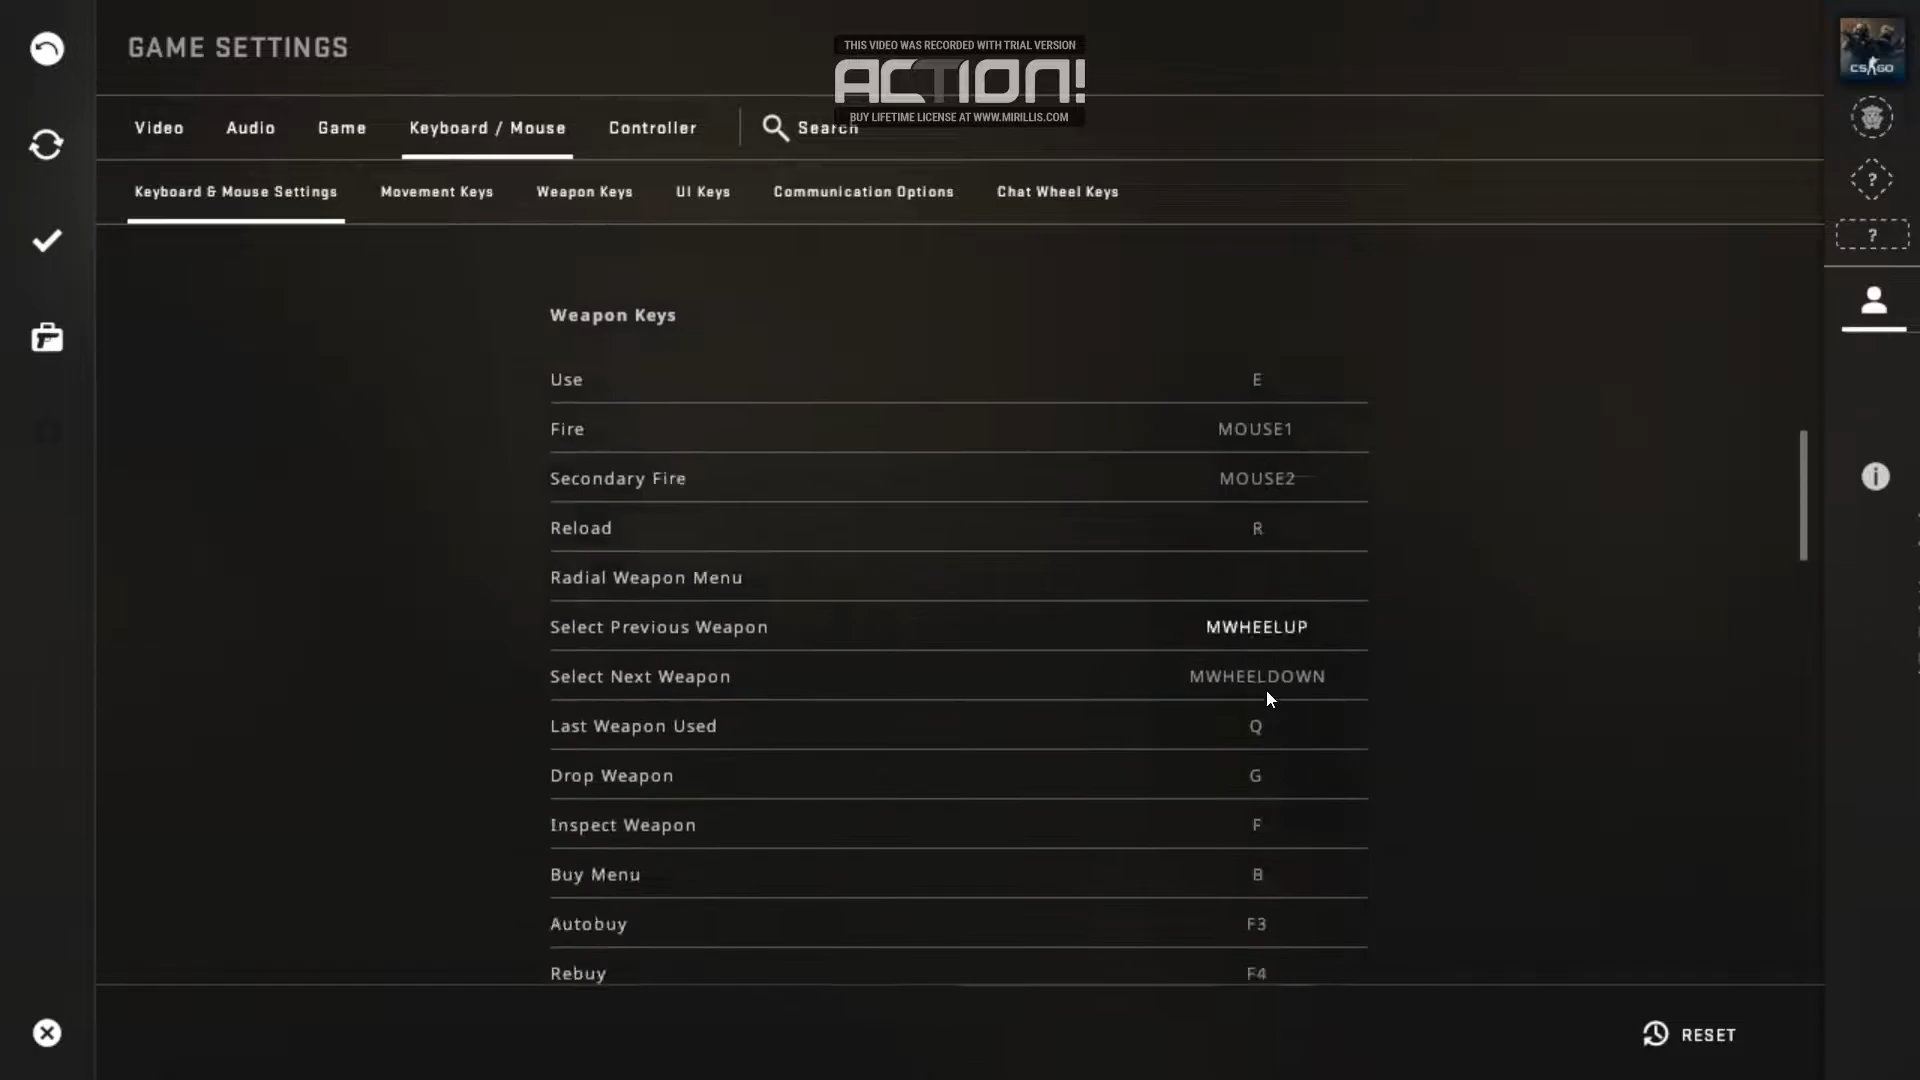 GAME SETTINGS
THIS VIDEO WAS RECORDED WITH TRIAL VERSION
ACTION!
BUY LIFETIME LICENSE AT WWW.MIRILLIS.COM
CS GO
Video Audio Game Keyboard / Mouse Controller Search
?
Keyboard & Mouse Settings Movement Keys Weapon Keys UI Keys Communication Options Chat Wheel Keys
?
Weapon Keys
Use E
Fire MOUSE1
Secondary Fire MOUSE2
Reload R
Radial Weapon Menu
Select Previous Weapon MWHEELUP
Select Next Weapon MWHEELDOWN
Last Weapon Used Q
Drop Weapon G
Inspect Weapon F
Buy Menu B
Autobuy F3
Rebuy F4
RESET